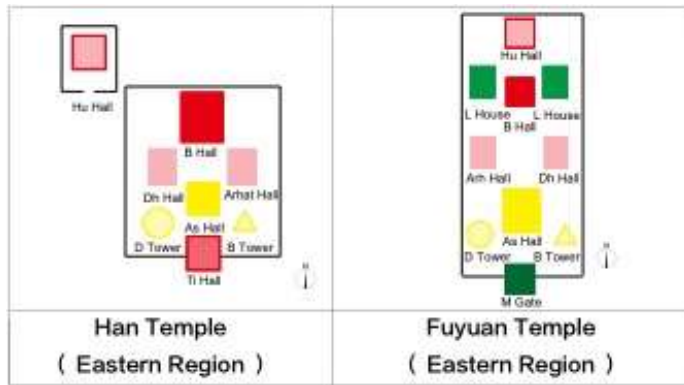 Hu Hall
B Hall
Dh Hall
Arhat Hall
As Hall
D Tower
B Tower
Ti Hall
N
Han Temple
( Eastern Region )
Hu Hall
L House
L House
B Hall
Arh Hall
Dh Hall
As Hall
D Tower
B Tower
M Gate
N
Fuyuan Temple
( Eastern Region )